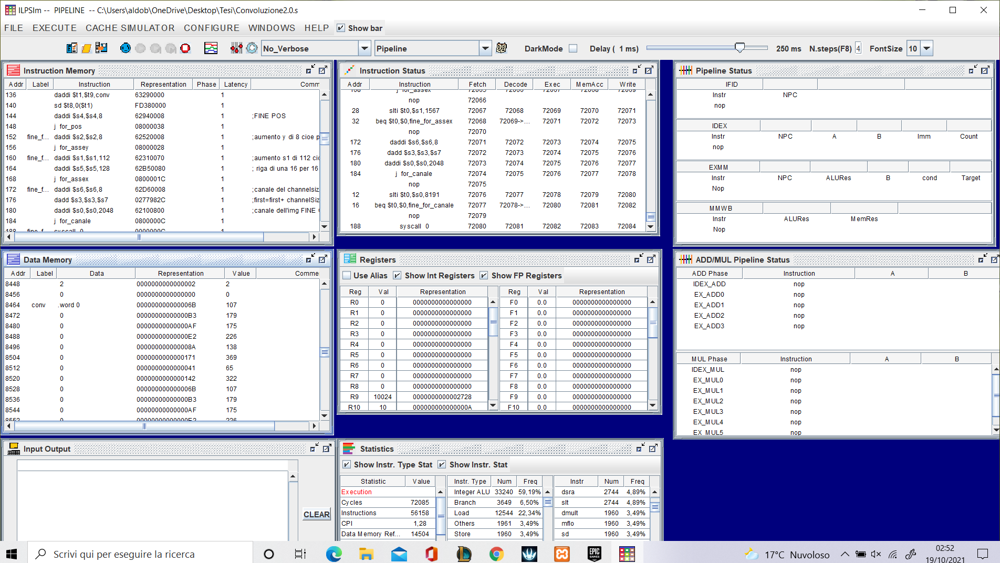 ILPSIm -- PIPELINE -- C:\Users\aldob\OneDrive\Desktop\Tesi\Convoluzione2.0.s
FILE EXECUTE CACHE SIMULATOR CONFIGURE WINDOWS HELP Show bar
No_Verbose Pipeline DarkMode Delay ( 1 ms) 250 ms N.steps(F8) 4 FontSize 10
Instruction Memory
Addr Label Instruction Representation Phase Latency Comm
136 daddi $t1,$t9,conv 63290000 1
140 sd $t8,0($t1) FD380000 1
144 daddi $s4,$s4,8 62940008 1 ;FINE POS
148 j for_pos 08000038 1
152 fine_f... daddi $s2,$s2,8 62520008 1 ;aumento y di 8 cioe p
156 j for_assey 08000028 1
160 fine_f... daddi $s1,$s1,112 62310070 1 ;aumento s1 di 112 cio
164 daddi $s5,$s5,128 62B50080 1 ; riga di una 16 per 16
168 j for_assex 0800001C 1
172 fine_f... daddi $s6,$s6,8 62D60008 1 ;canale del channelsiz
176 dadd $s3,$s3,$s7 0277982C 1 ;first=first+ channelSiz
180 daddi $s0,$s0,2048 62100800 1 ;canale dell'img FINE
184 j for_canale 0800000C 1
188 fine_f syscall 0 0000000C 1
Instruction Status
Addr Instruction Fetch Decode Exec MemAcc Write
168 j for_assex 72065 72066 72067 72068 72069
nop 72066
28 slti $t0,$s1,1567 72067 72068 72069 72070 72071
32 beq $t0,$0,fine_for_assex 72068 72069->... 72071 72072 72073
nop 72070
172 daddi $s6,$s6,8 72071 72072 72073 72074 72075
176 dadd $s3,$s3,$s7 72072 72073 72074 72075 72076
180 daddi $s0,$s0,2048 72073 72074 72075 72076 72077
184 j for_canale 72074 72075 72076 72077 72078
nop 72075
12 slti $t0,$s0,8191 72076 72077 72078 72079 72080
16 beq $t0,$0,fine_for_canale 72077 72078->... 72080 72081 72082
nop 72079
188 syscall 0 72080 72081 72082 72083 72084
Pipeline Status
IFID
Instr NPC
nop
IDEX
Instr NPC A B Imm Count
nop
EXMM
Instr NPC ALURes B cond Target
Nop
MMWB
Instr ALURes MemRes
Nop
Data Memory
Addr Label Data Representation Value Comme
8448 2 0000000000000002 2
8456 0 0000000000000000 0
8464 conv .word 0 000000000000006B 107
8472 0 00000000000000B3 179
8480 0 00000000000000AF 175
8488 0 00000000000000E2 226
8496 0 000000000000008A 138
8504 0 0000000000000171 369
8512 0 0000000000000041 65
8520 0 0000000000000142 322
8528 0 000000000000006B 107
8536 0 00000000000000B3 179
8544 0 00000000000000AF 175
8552 0 00000000000000E2 226
Registers
Use Alias Show Int Registers Show FP Registers
Reg Val Representation Reg Val Representation
R0 0 0000000000000000 F0 0.0 0000000000000000
R1 0 0000000000000000 F1 0.0 0000000000000000
R2 0 0000000000000000 F2 0.0 0000000000000000
R3 0 0000000000000000 F3 0.0 0000000000000000
R4 0 0000000000000000 F4 0.0 0000000000000000
R5 0 0000000000000000 F5 0.0 0000000000000000
R6 0 0000000000000000 F6 0.0 0000000000000000
R7 0 0000000000000000 F7 0.0 0000000000000000
R8 0 0000000000000000 F8 0.0 0000000000000000
R9 10024 0000000000002728 F9 0.0 0000000000000000
R10 10 000000000000000A F10 0.0 0000000000000000
ADD/MUL Pipeline Status
ADD Phase Instruction A B
IDEX_ADD nop
EX_ADD0 nop
EX_ADD1 nop
EX_ADD2 nop
EX_ADD3 nop
MUL Phase Instruction A B
IDEX_MUL nop
EX_MUL0 nop
EX_MUL1 nop
EX_MUL2 nop
EX_MUL3 nop
EX_MUL4 nop
EX_MUL5 nop
Input Output
CLEAR
Statistics
Show Instr. Type Stat Show Instr. Stat
Statistic Value Instr. Type Num Freq Instr Num Freq
Execution Integer ALU 33240 59,19% dsra 2744 4,89%
Cycles 72085 Branch 3649 6,50% slt 2744 4,89%
Instructions 56158 Load 12544 22,34% dmult 1960 3,49%
CPI 1,28 Others 1961 3,49% mflo 1960 3,49%
Data Memory Ref... 14504 Store 1960 3,49% sd 1960 3,49%
Scrivi qui per eseguire la ricerca
EPIC GAMES
17°C Nuvoloso
02:52
19/10/2021